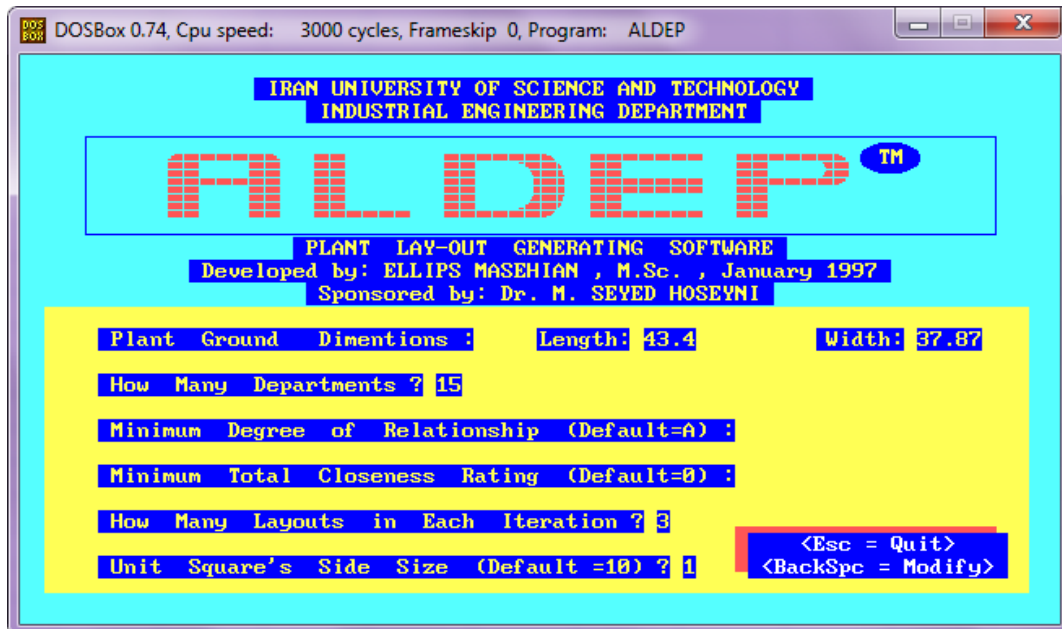 DOSBox 0.74, Cpu speed: 3000 cycles, Frameskip 0, Program: ALDEP
IRAN UNIVERSITY OF SCIENCE AND TECHNOLOGY
INDUSTRIAL ENGINEERING DEPARTMENT
ALDEP TM
PLANT LAY-OUT GENERATING SOFTWARE
Developed by: ELLIPS MASEHIAN , M.Sc. , January 1997
Sponsored by: Dr. M. SEYED HOSEYNI
Plant Ground Dimentions : Length: 43.4 Width: 37.87
How Many Departments ? 15
Minimum Degree of Relationship (Default=A) :
Minimum Total Closeness Rating (Default=0) :
How Many Layouts in Each Iteration ? 3
Unit Square's Side Size (Default =10) ? 1
<Esc = Quit>
<BackSpc = Modify>